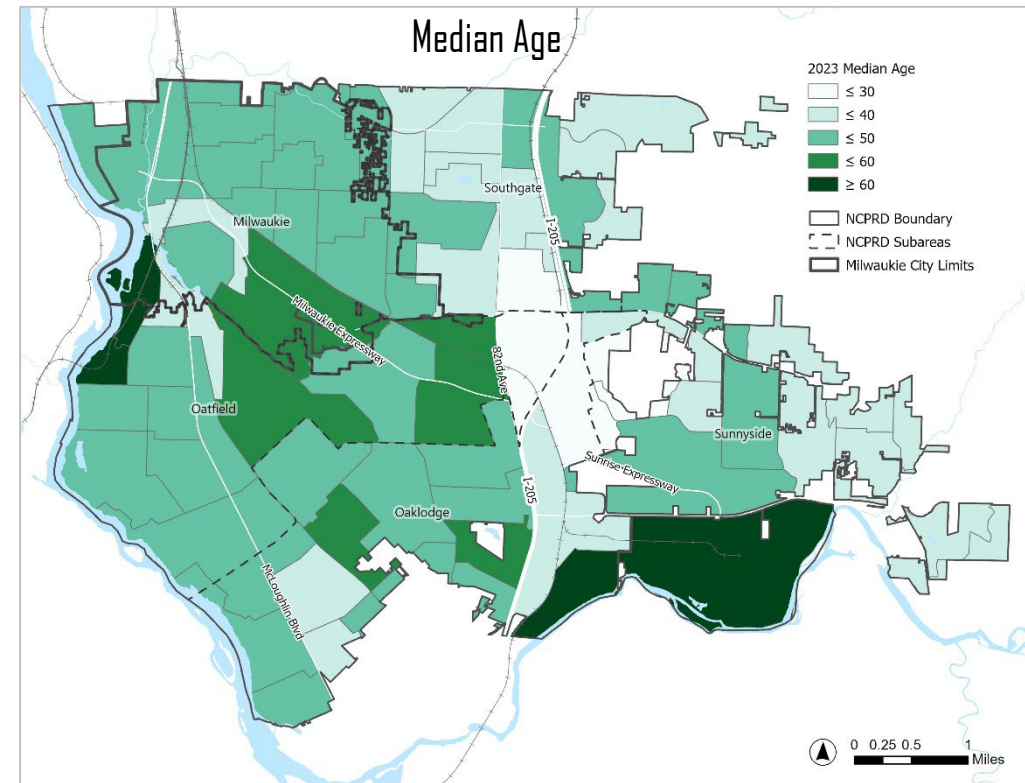 Median Age
2023 Median Age
≤ 30
≤ 40
≤ 50
≤ 60
≥ 60
NCPRD Boundary
NCPRD Subareas
Milwaukie City Limits
Southgate
I-205
Milwaukie
Milwaukie Expressway
82nd Ave
Oatfield
Sunnyside
Sunrise Expressway
I-205
Oaklodge
McLoughlin Blvd
0 0.25 0.5 1
Miles